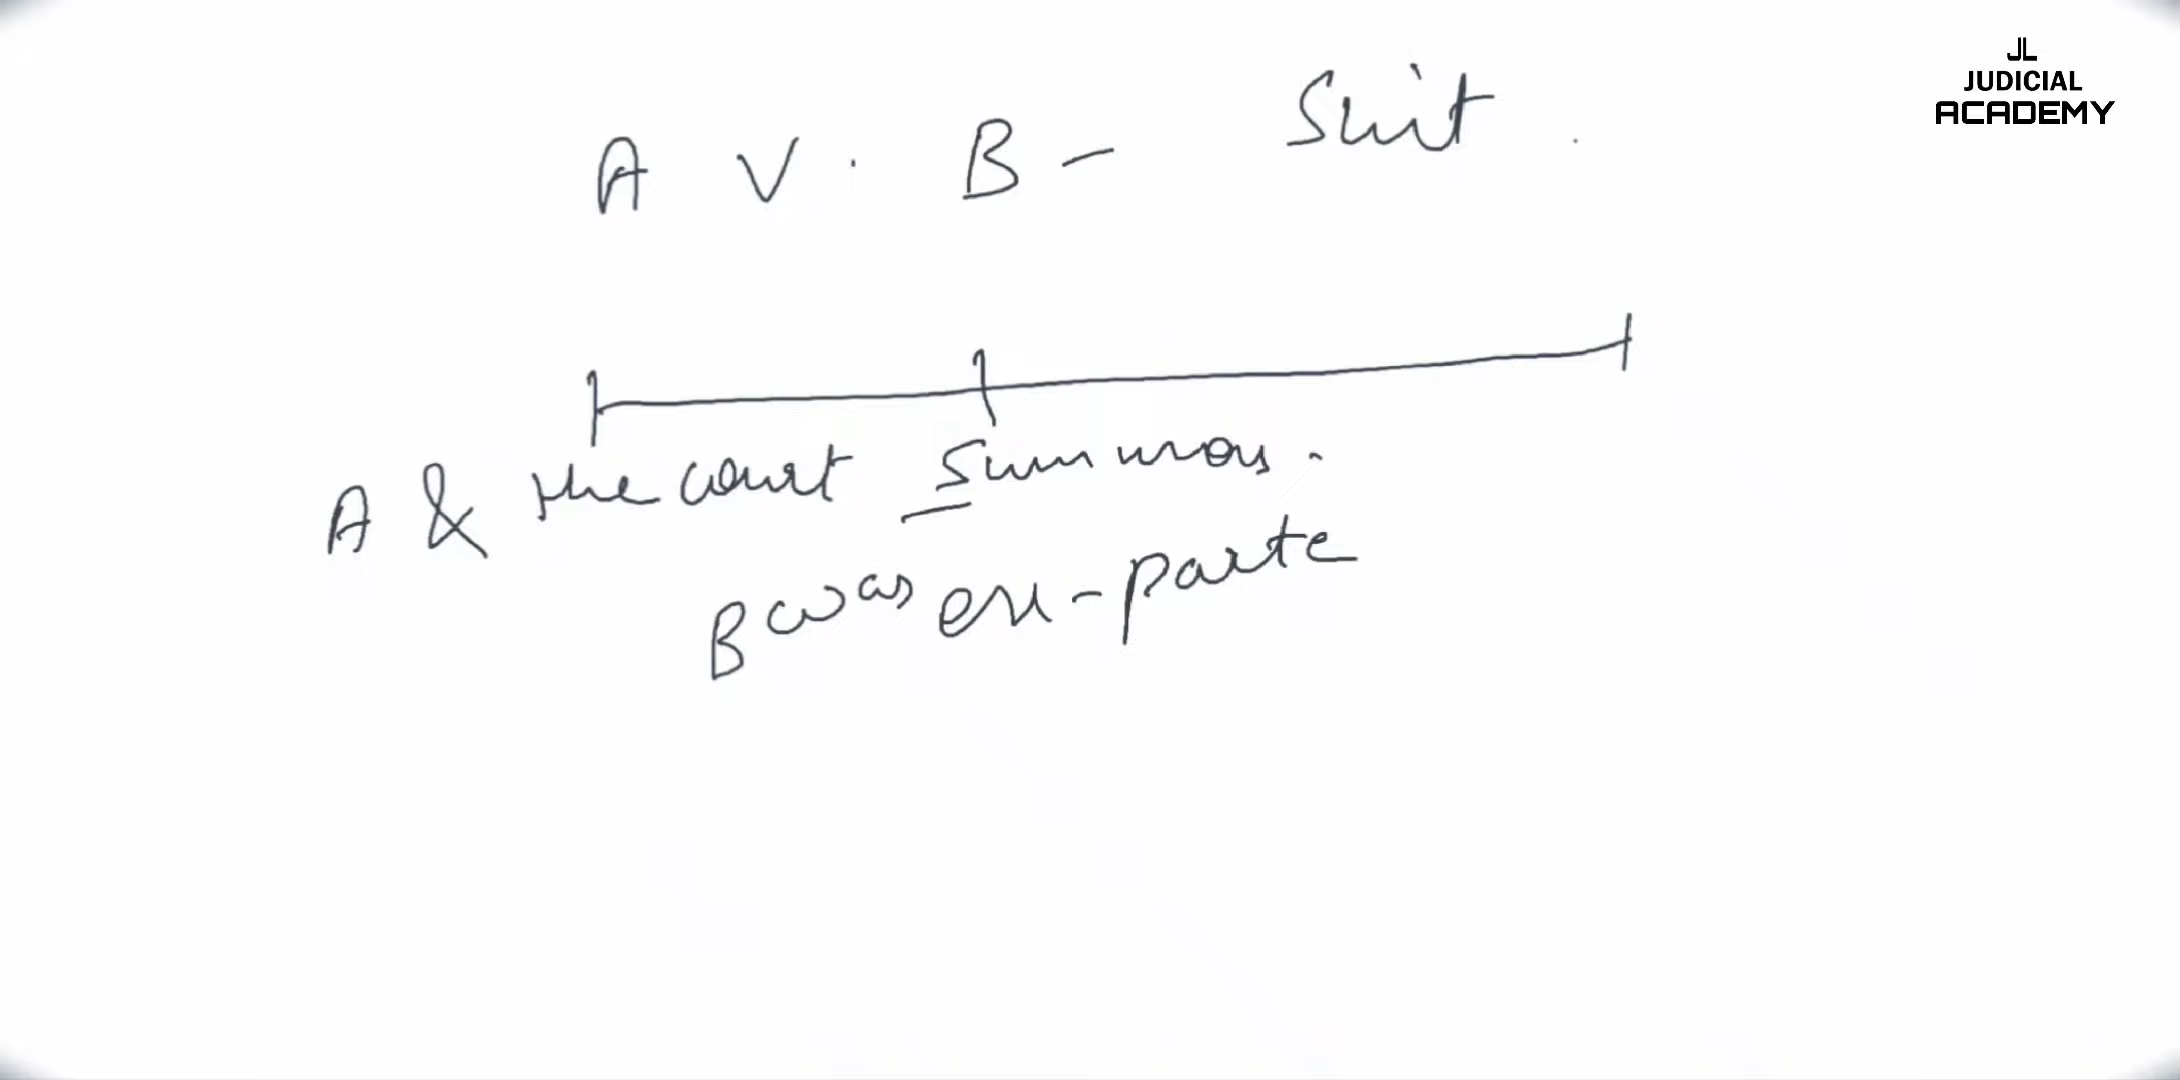 JL
JUDICIAL
ACADEMY
A V. B - Suit.
A & the court Summons.
B was ex-parte